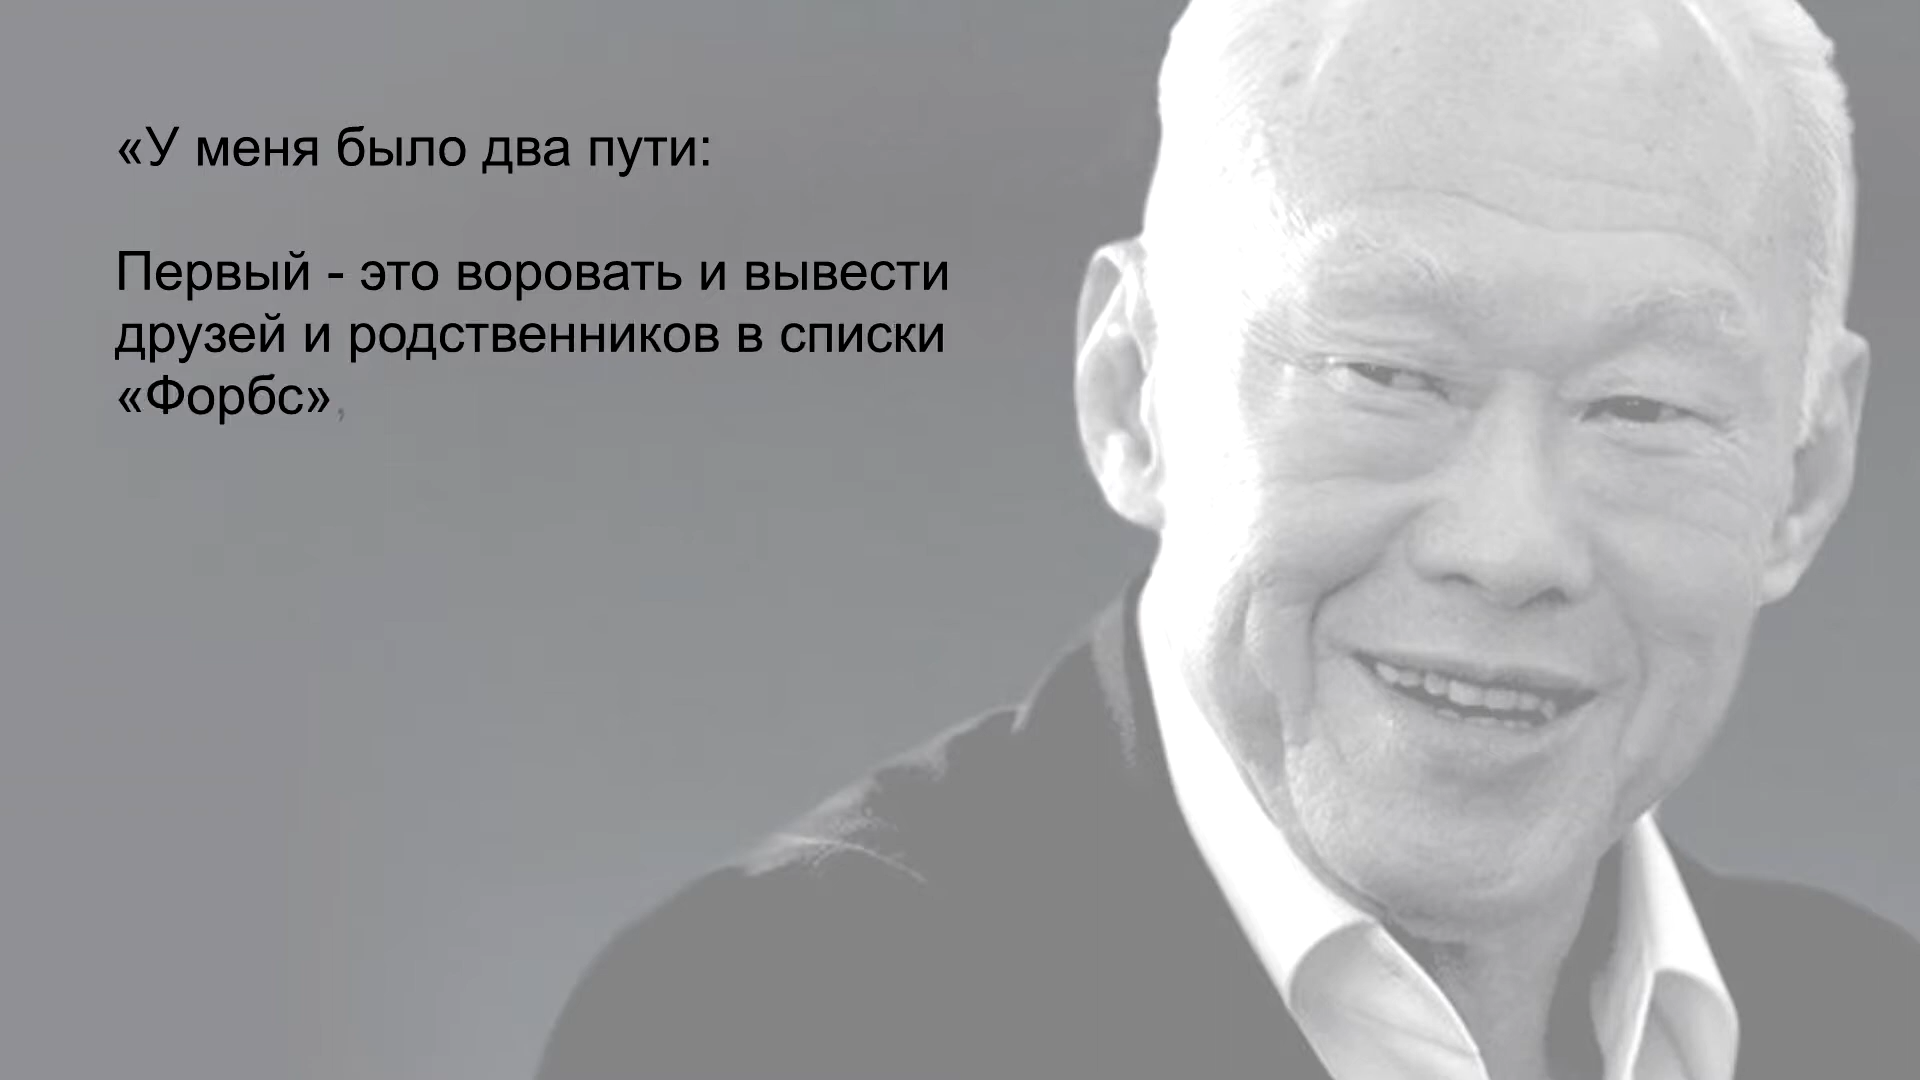 «У меня было два пути:
Первый - это воровать и вывести
друзей и родственников в списки
«Форбс»,